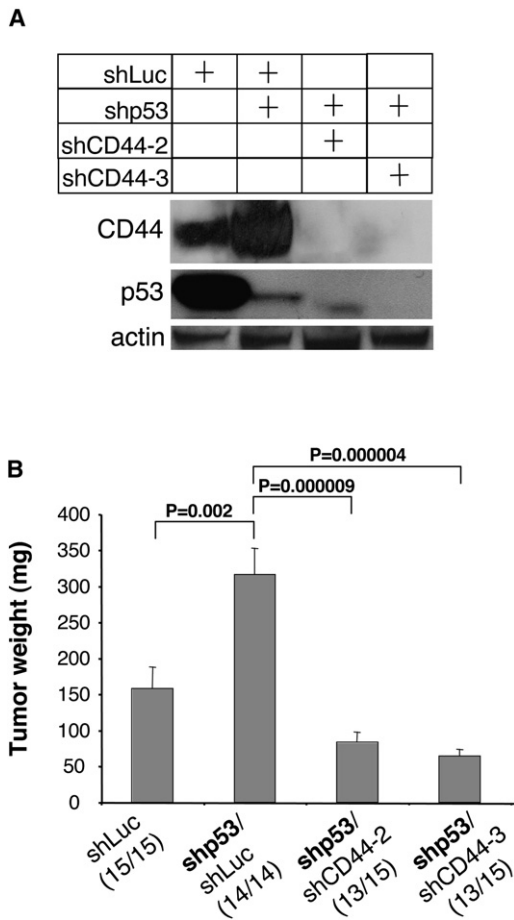 A
shLuc + +
shp53 + + +
shCD44-2 +
shCD44-3 +
CD44
p53
actin
B
P=0.000004
P=0.000009
P=0.002
Tumor weight (mg)
400
350
300
250
200
150
100
50
0
shLuc
(15/15)
shp53/
shLuc
(14/14)
shp53/
shCD44-2
(13/15)
shp53/
shCD44-3
(13/15)